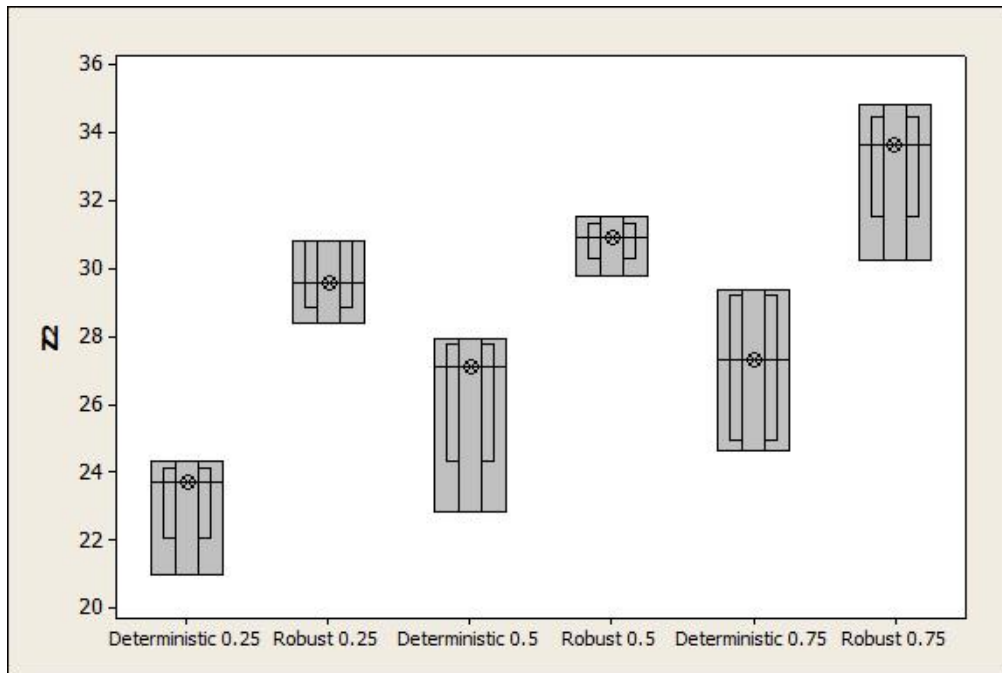 36
34
32
30
28
26
24
22
20
Z2
Deterministic 0.25
Robust 0.25
Deterministic 0.5
Robust 0.5
Deterministic 0.75
Robust 0.75